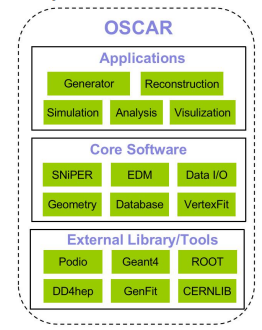 OSCAR
Applications
Generator Reconstruction
Simulation Analysis Visulization
Core Software
SNiPER EDM Data I/O
Geometry Database VertexFit
External Library/Tools
Podio Geant4 ROOT
DD4hep GenFit CERNLIB